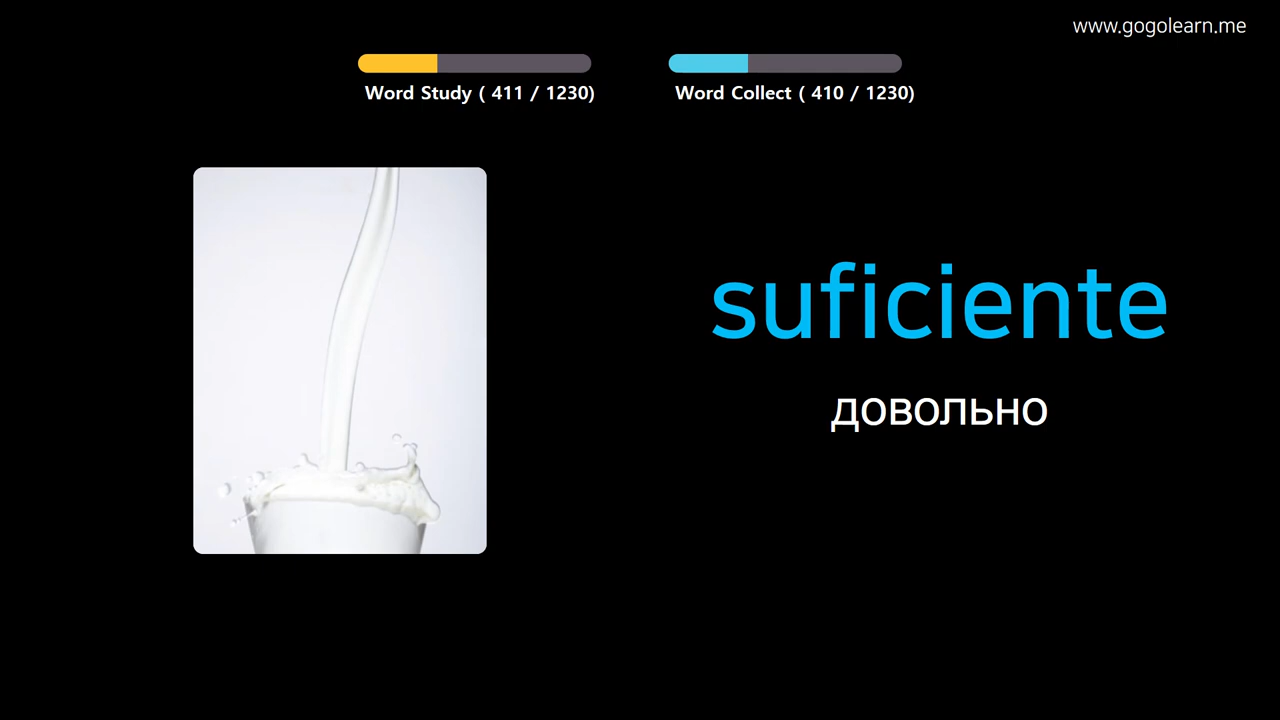 www.gogolearn.me
Word Study ( 411 / 1230)
Word Collect ( 410 / 1230)
suficiente
довольно